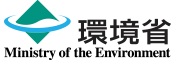 環境省
Ministry of the Environment